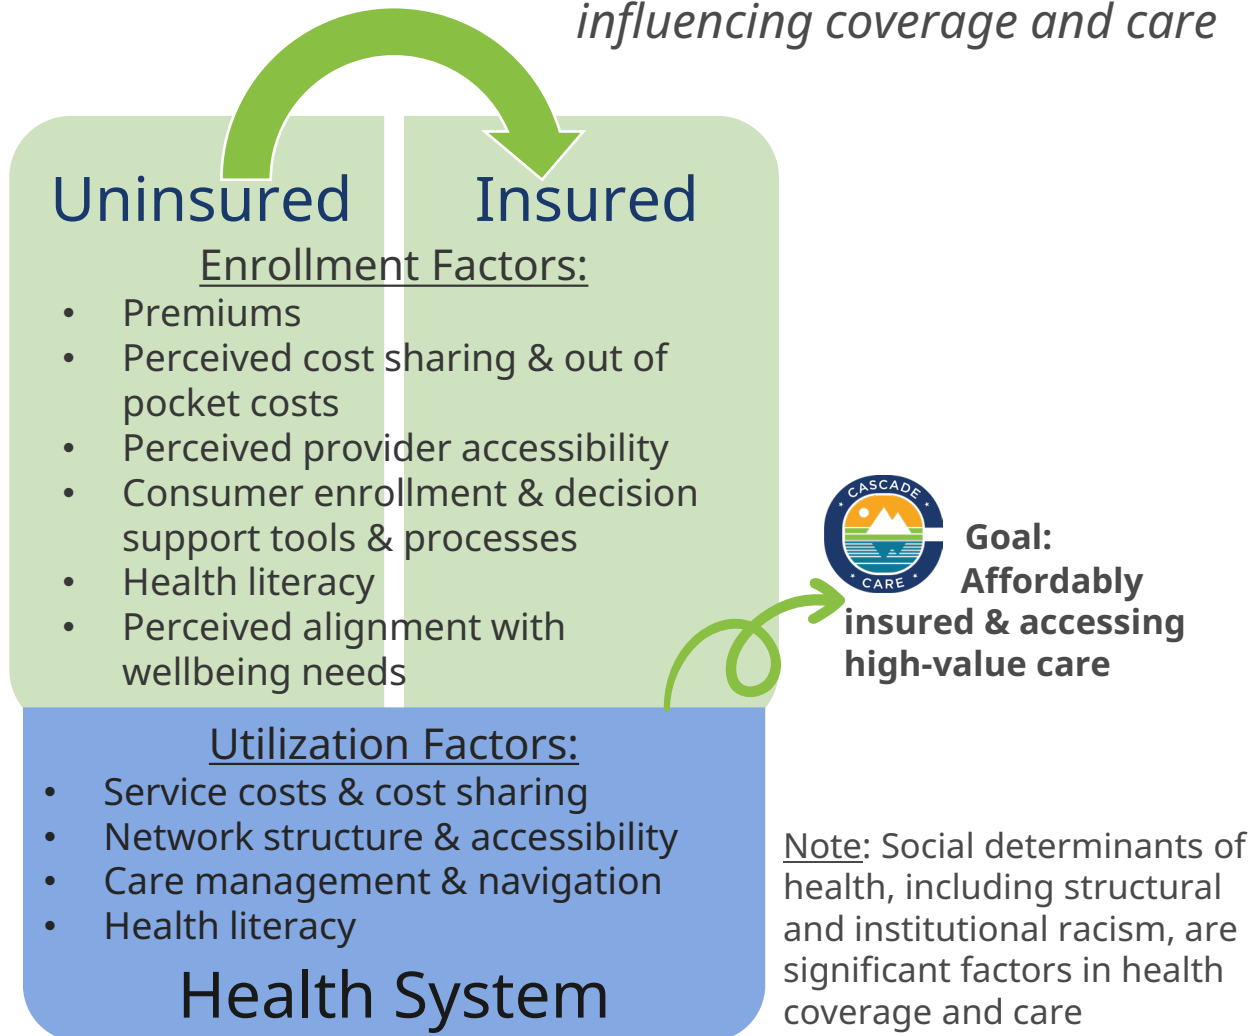 influencing coverage and care
Uninsured
Insured
Enrollment Factors:
• Premiums
• Perceived cost sharing & out of
pocket costs
• Perceived provider accessibility
• Consumer enrollment & decision
support tools & processes
• Health literacy
• Perceived alignment with
wellbeing needs
CASCADE
CARE
Goal:
Affordably
insured & accessing
high-value care
Utilization Factors:
• Service costs & cost sharing
• Network structure & accessibility
• Care management & navigation
• Health literacy
Health System
Note: Social determinants of
health, including structural
and institutional racism, are
significant factors in health
coverage and care